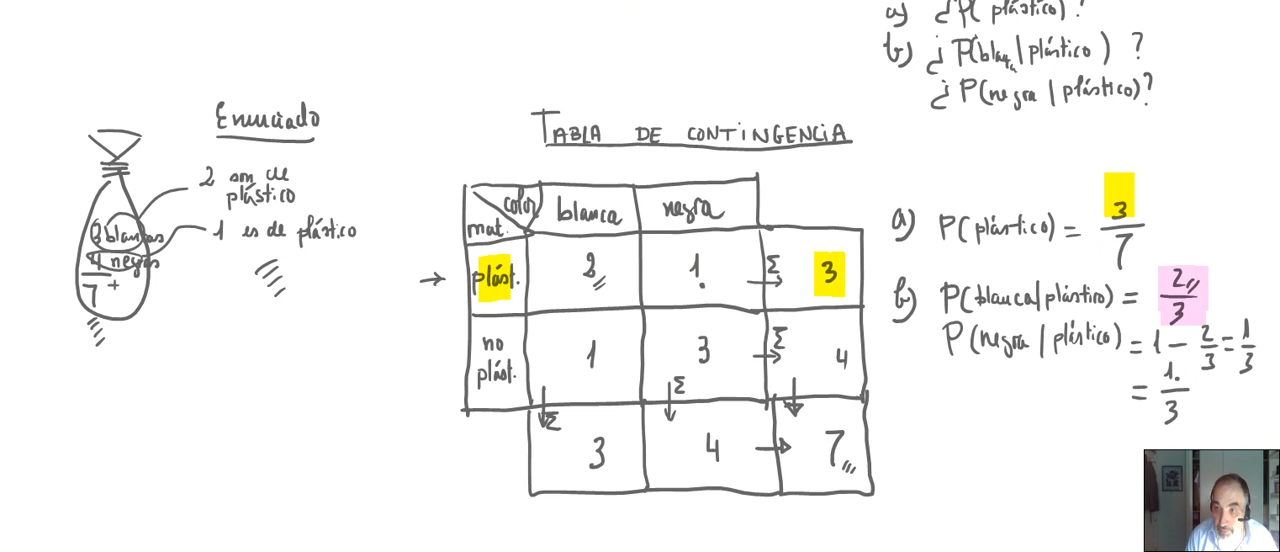 a) ¿P( plástico)?
b) ¿ P(blanca | plástico ) ?
¿ P(negra | plástico)?
Enunciado
2 son de
plástico
3 blancas
1 es de plástico
4 negras
7 +
TABLA DE CONTINGENCIA
color
mat.
blanca negra
→ plást. 2 1. Σ → 3
no
plást. 1 3 Σ → 4
Σ Σ
3 4 → 7
a) P(plástico) = 3/7
b) P(blanca/plástico) = 2/3
P(negra | plástico) = 1 - 2/3 = 1/3
= 1./3